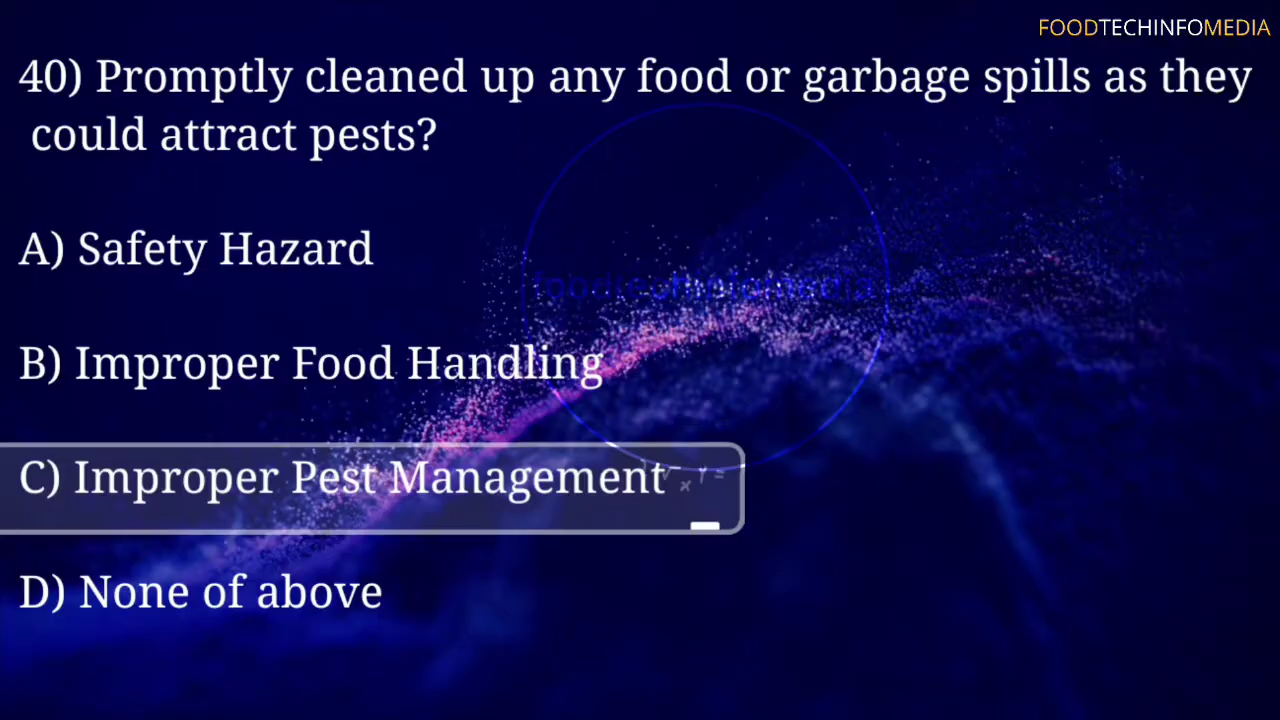 FOODTECHINFOMEDIA
40) Promptly cleaned up any food or garbage spills as they
could attract pests?
A) Safety Hazard
foodtechinfomedia
B) Improper Food Handling
C) Improper Pest Management
D) None of above